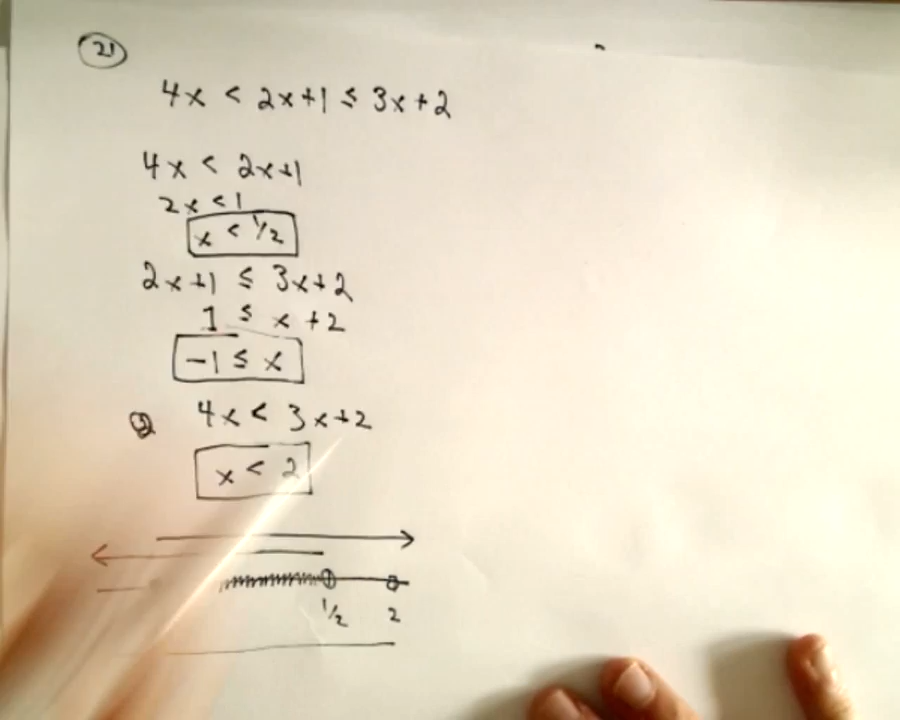 21
4x < 2x+1 ≤ 3x+2
4x < 2x+1
2x < 1
x < 1/2
2x+1 ≤ 3x+2
1 ≤ x+2
-1 ≤ x
4x < 3x+2
x < 2
1/2 2